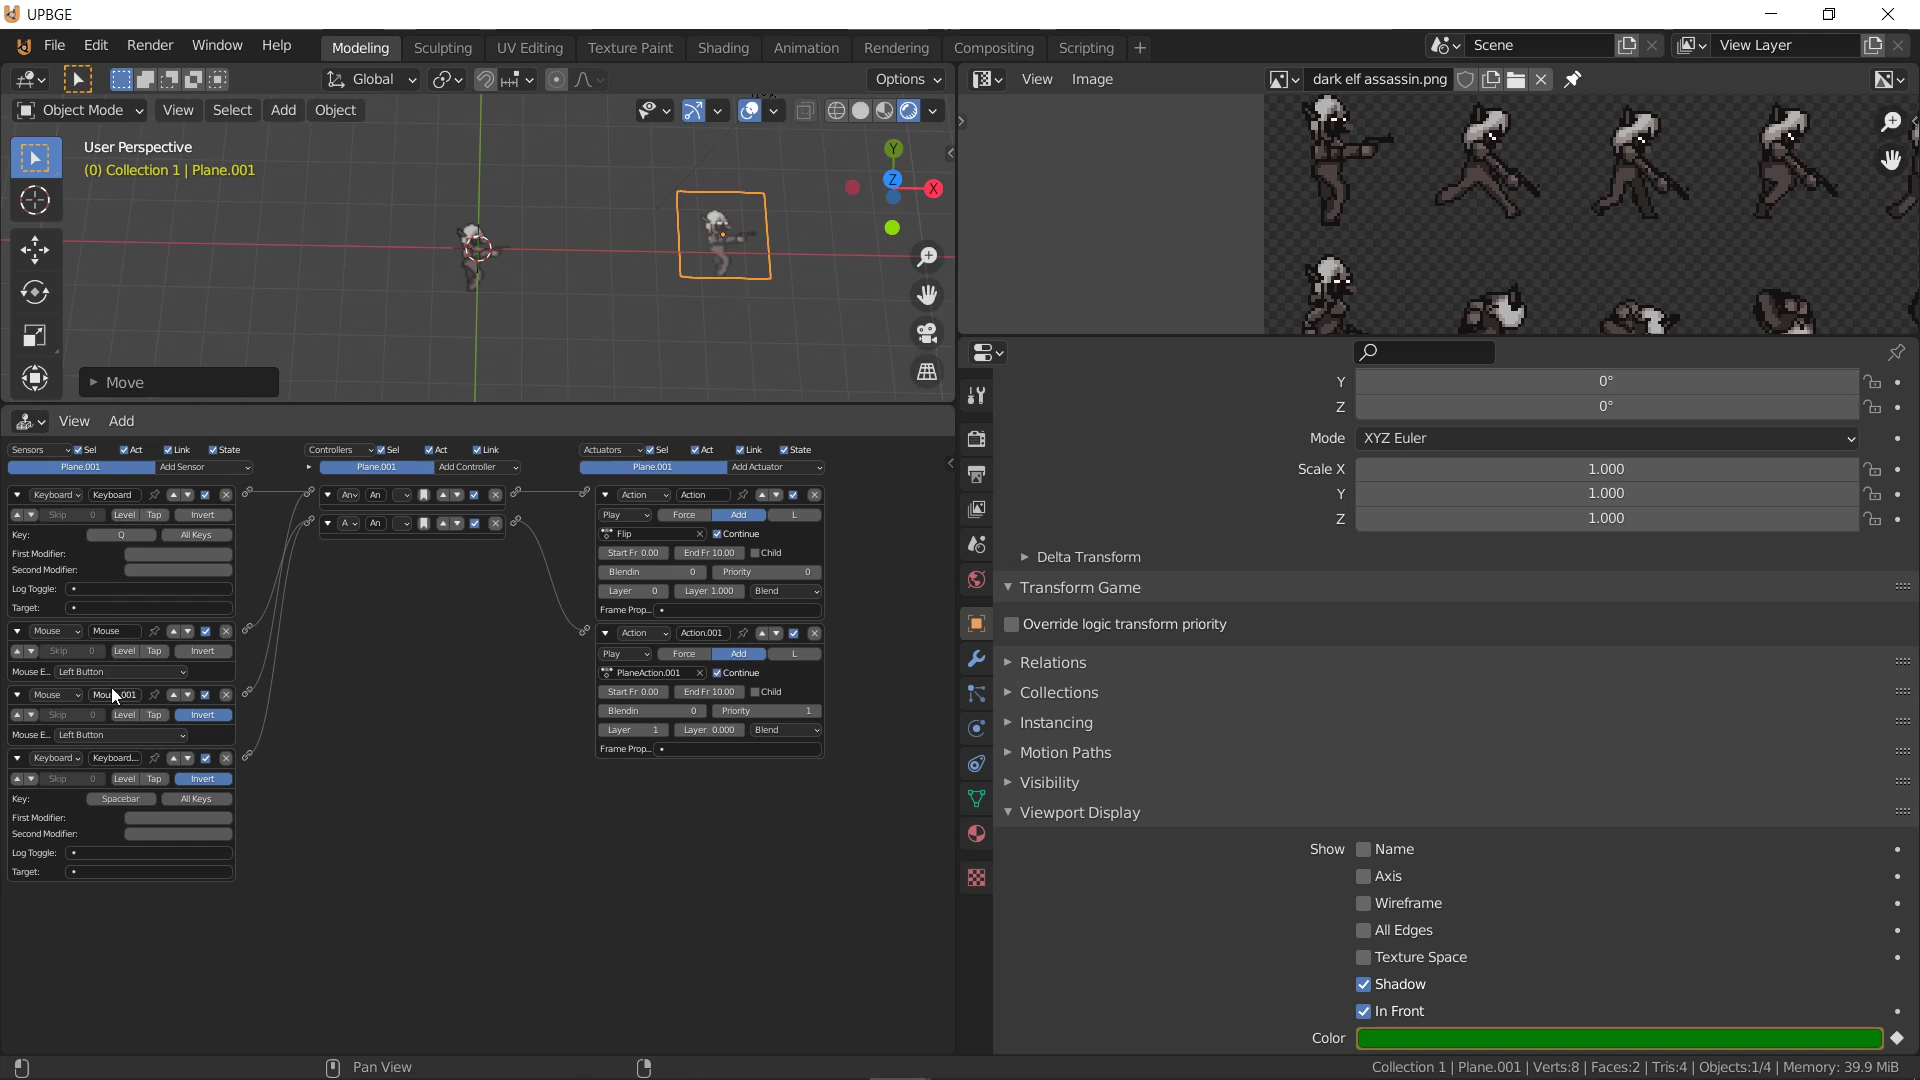 UPBGE
File Edit Render Window Help Modeling Sculpting UV Editing Texture Paint Shading Animation Rendering Compositing Scripting + Scene View Layer
Global Options
View Image dark elf assassin.png
Object Mode View Select Add Object
User Perspective
(0) Collection 1 | Plane.001
Y
Z
X
Move
View Add
Sensors Sel Act Link State Controllers Sel Act Link Actuators Sel Act Link State
Plane.001 Add Sensor Plane.001 Add Controller Plane.001 Add Actuator
Keyboard Keyboard An An Action Action
Skip 0 Level Tap Invert Play Force Add L
A An
Key: Q All Keys Flip Continue
First Modifier: Start Fr 0.00 End Fr 10.00 Child
Second Modifier: Blendin 0 Priority 0
Log Toggle: Layer 0 Layer 1.000 Blend
Target: Frame Prop...
Mouse Mouse Action Action.001
Skip 0 Level Tap Invert Play Force Add L
Mouse E... Left Button PlaneAction.001 Continue
Mouse Start Fr 0.00 End Fr 10.00 Child
Skip 0 Level Tap Invert Blendin 0 Priority 1
Mouse E... Left Button Layer 1 Layer 0.000 Blend
Frame Prop...
Keyboard Keyboard...
Skip 0 Level Tap Invert
Key: Spacebar All Keys
First Modifier:
Second Modifier:
Log Toggle:
Target:
Y 0°
Z 0°
Mode XYZ Euler
Scale X 1.000
Y 1.000
Z 1.000
Delta Transform
Transform Game
Override logic transform priority
Relations
Collections
Instancing
Motion Paths
Visibility
Viewport Display
Show Name
Axis
Wireframe
All Edges
Texture Space
Shadow
In Front
Color
Pan View
Collection 1 | Plane.001 | Verts:8 | Faces:2 | Tris:4 | Objects:1/4 | Memory: 39.9 MiB